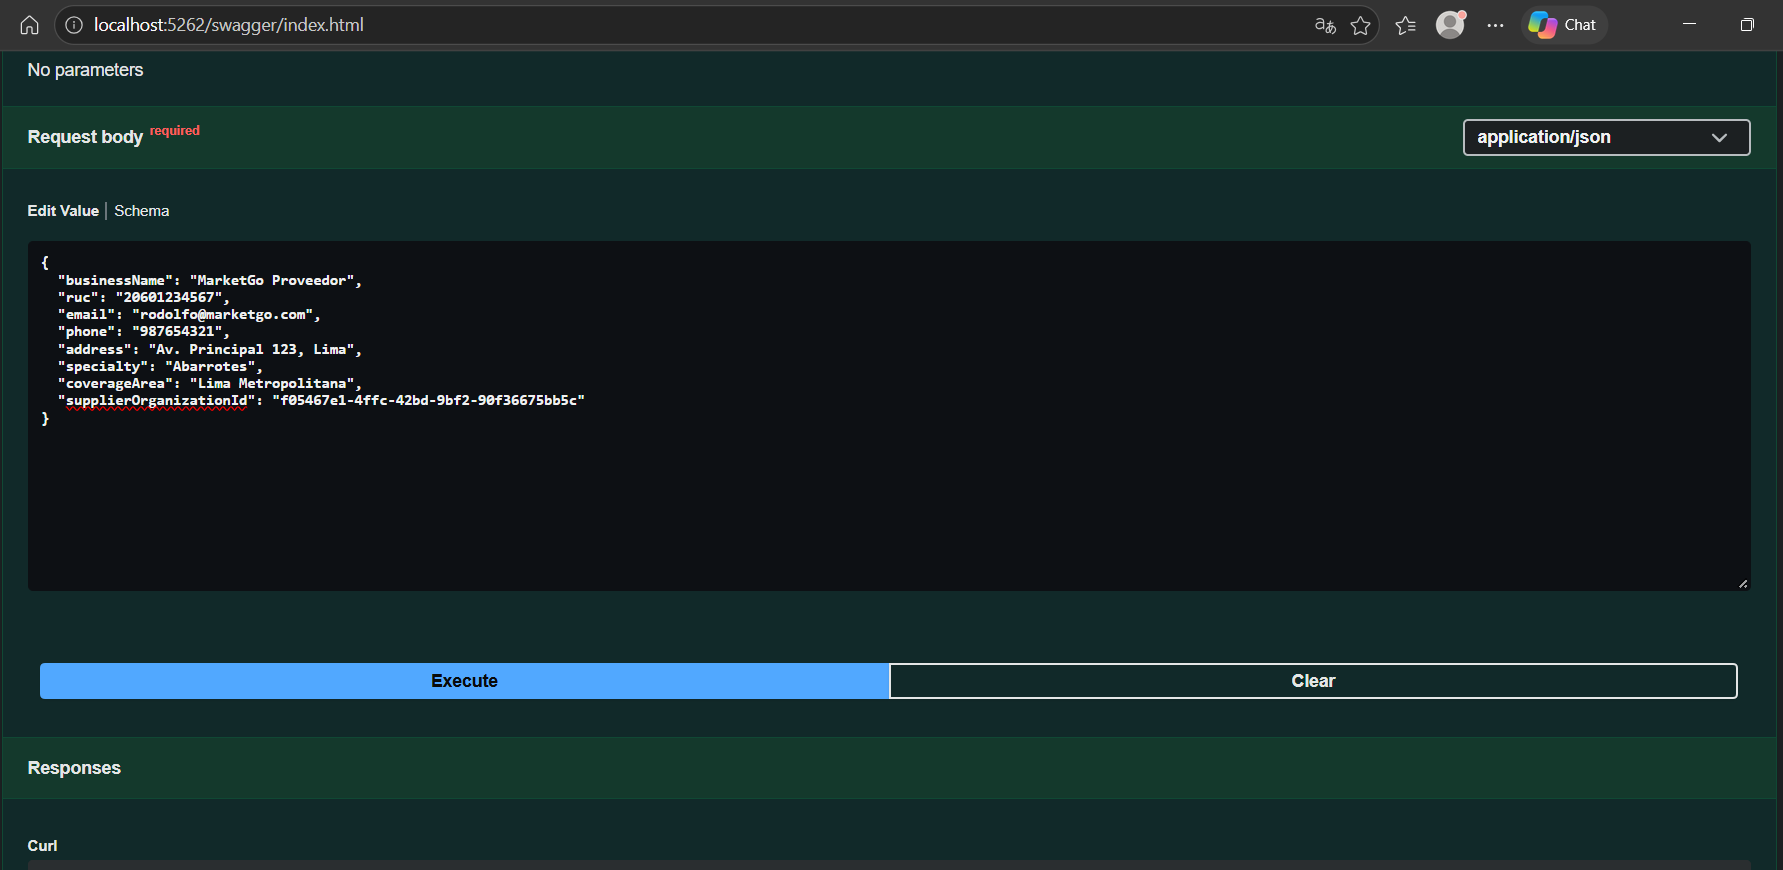 localhost:5262/swagger/index.html
Chat
No parameters
Request body required
application/json
Edit Value | Schema
{
"businessName": "MarketGo Proveedor",
"ruc": "20601234567",
"email": "rodolfo@marketgo.com",
"phone": "987654321",
"address": "Av. Principal 123, Lima",
"specialty": "Abarrotes",
"coverageArea": "Lima Metropolitana",
"supplierOrganizationId": "f05467e1-4ffc-42bd-9bf2-90f36675bb5c"
}
Execute
Clear
Responses
Curl